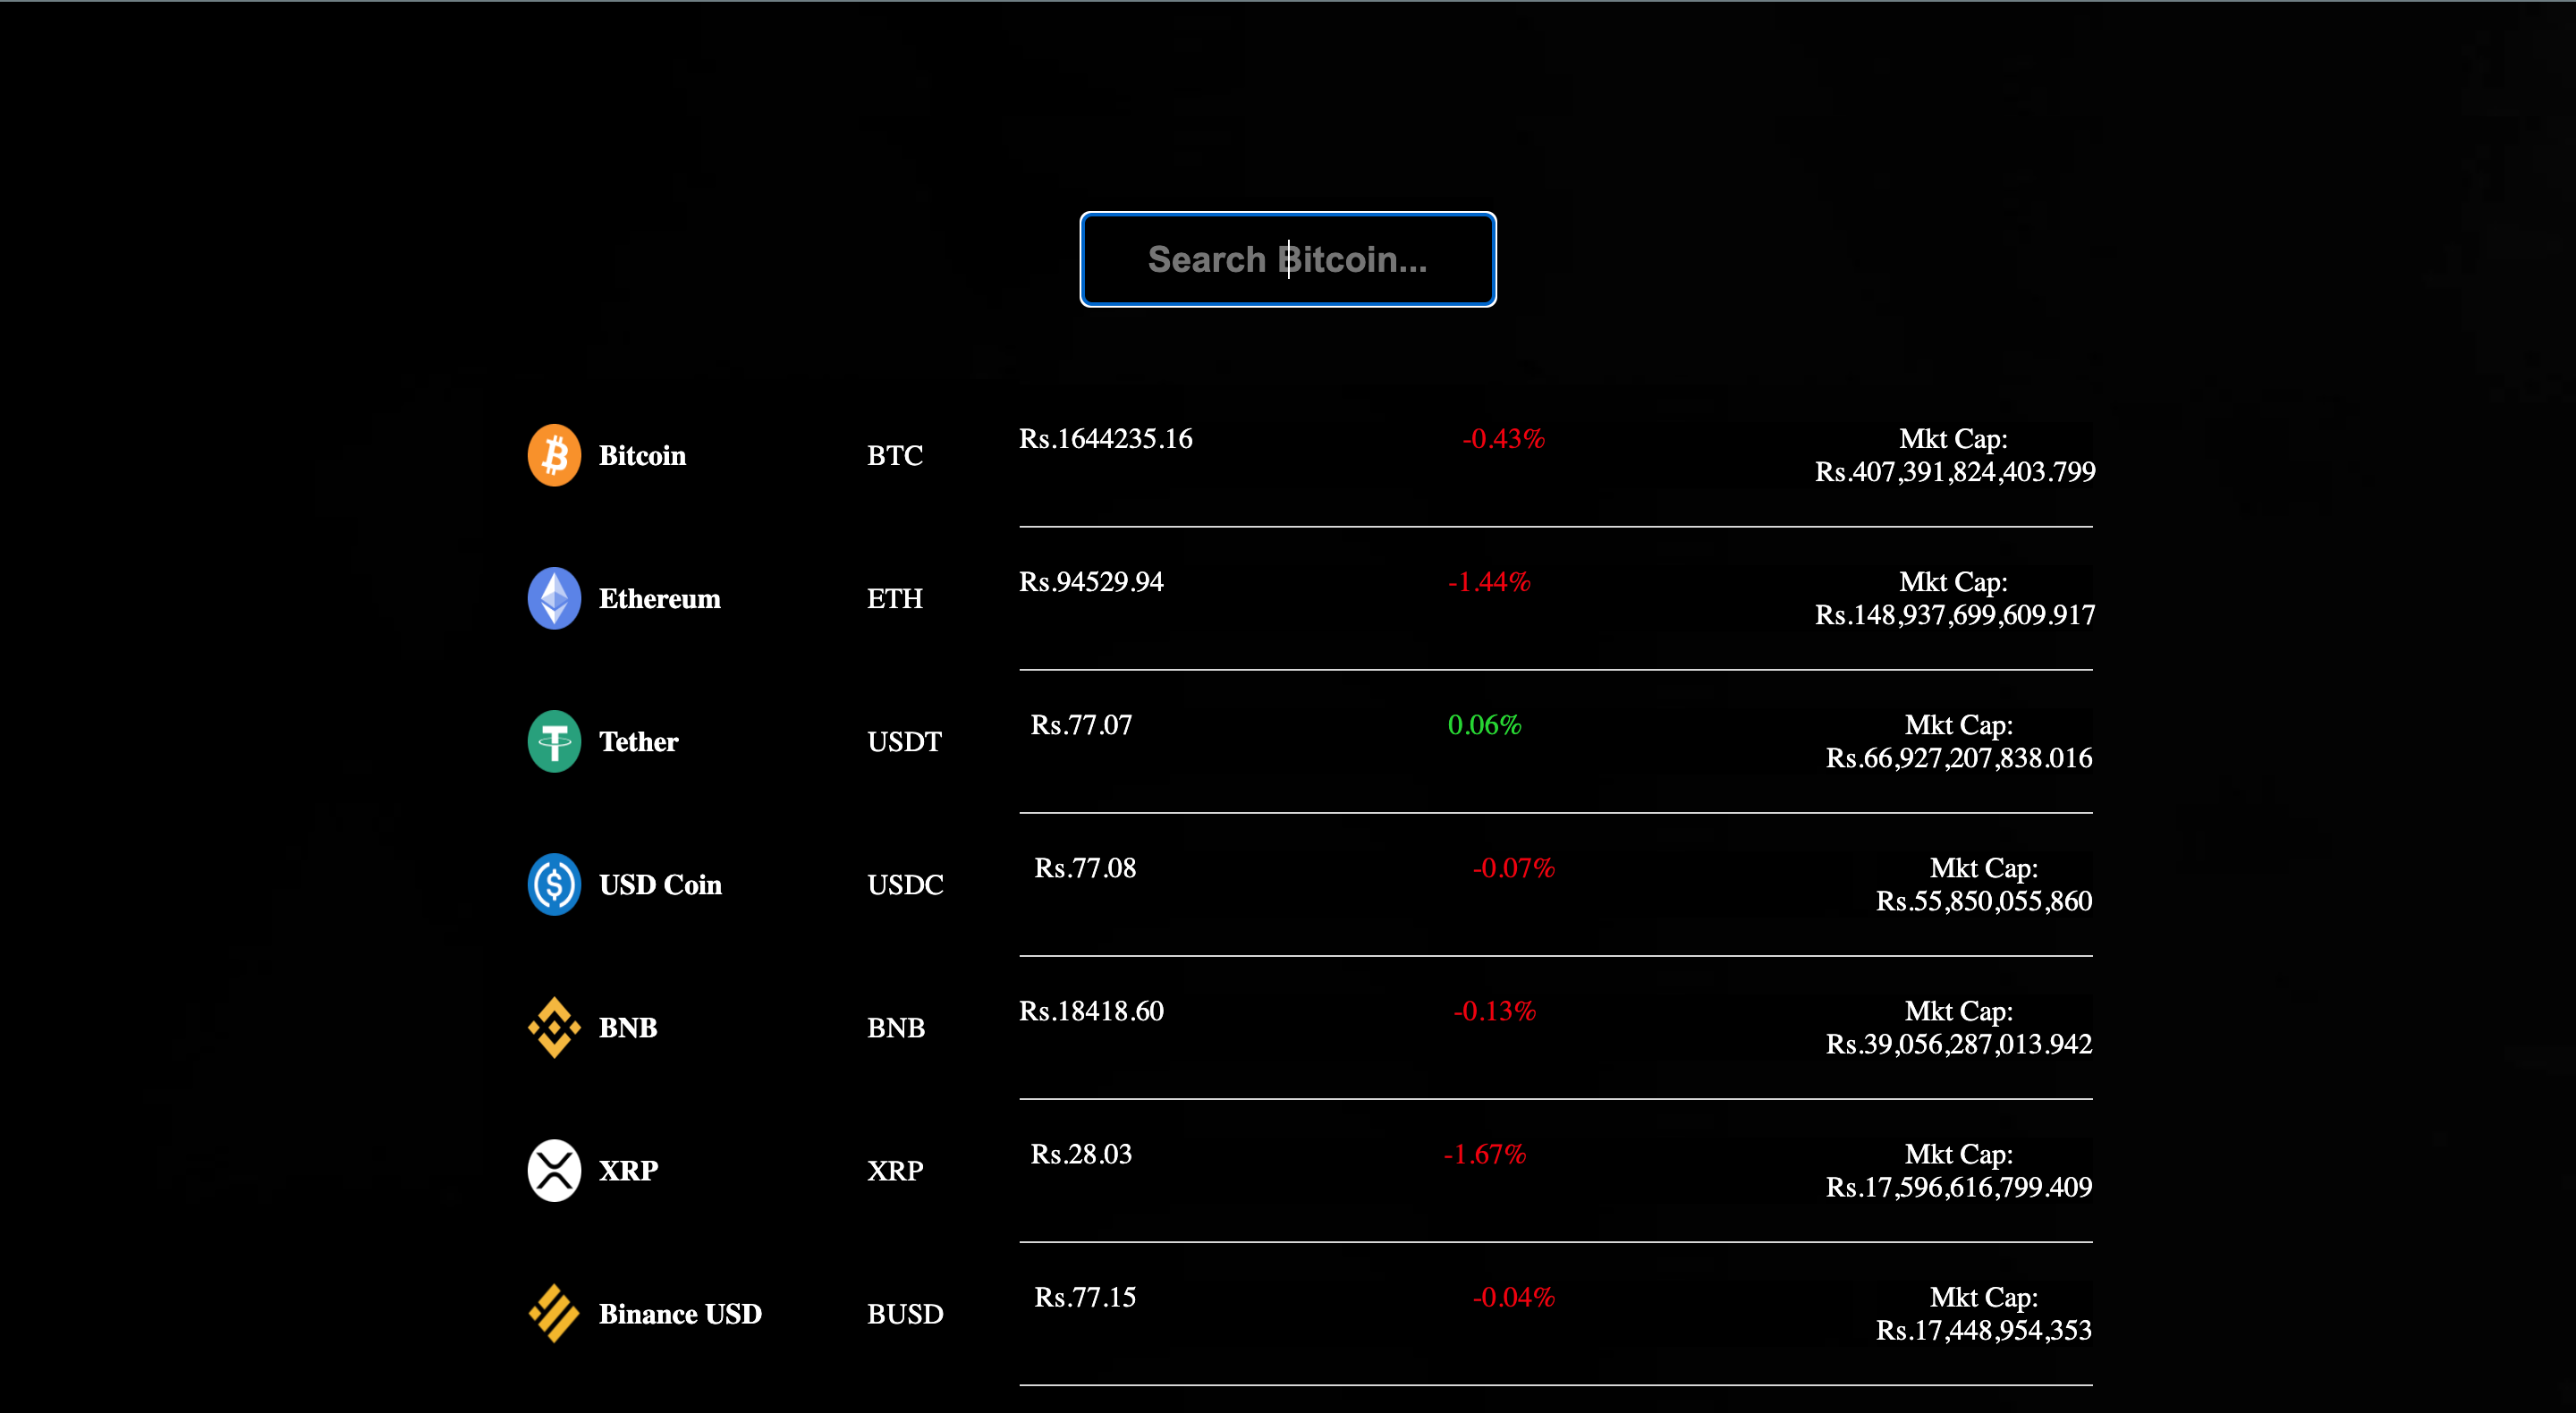 Search Bitcoin...
Bitcoin BTC Rs.1644235.16 -0.43% Mkt Cap:
Rs.407,391,824,403.799
Ethereum ETH Rs.94529.94 -1.44% Mkt Cap:
Rs.148,937,699,609.917
Tether USDT Rs.77.07 0.06% Mkt Cap:
Rs.66,927,207,838.016
USD Coin USDC Rs.77.08 -0.07% Mkt Cap:
Rs.55,850,055,860
BNB BNB Rs.18418.60 -0.13% Mkt Cap:
Rs.39,056,287,013.942
XRP XRP Rs.28.03 -1.67% Mkt Cap:
Rs.17,596,616,799.409
Binance USD BUSD Rs.77.15 -0.04% Mkt Cap:
Rs.17,448,954,353